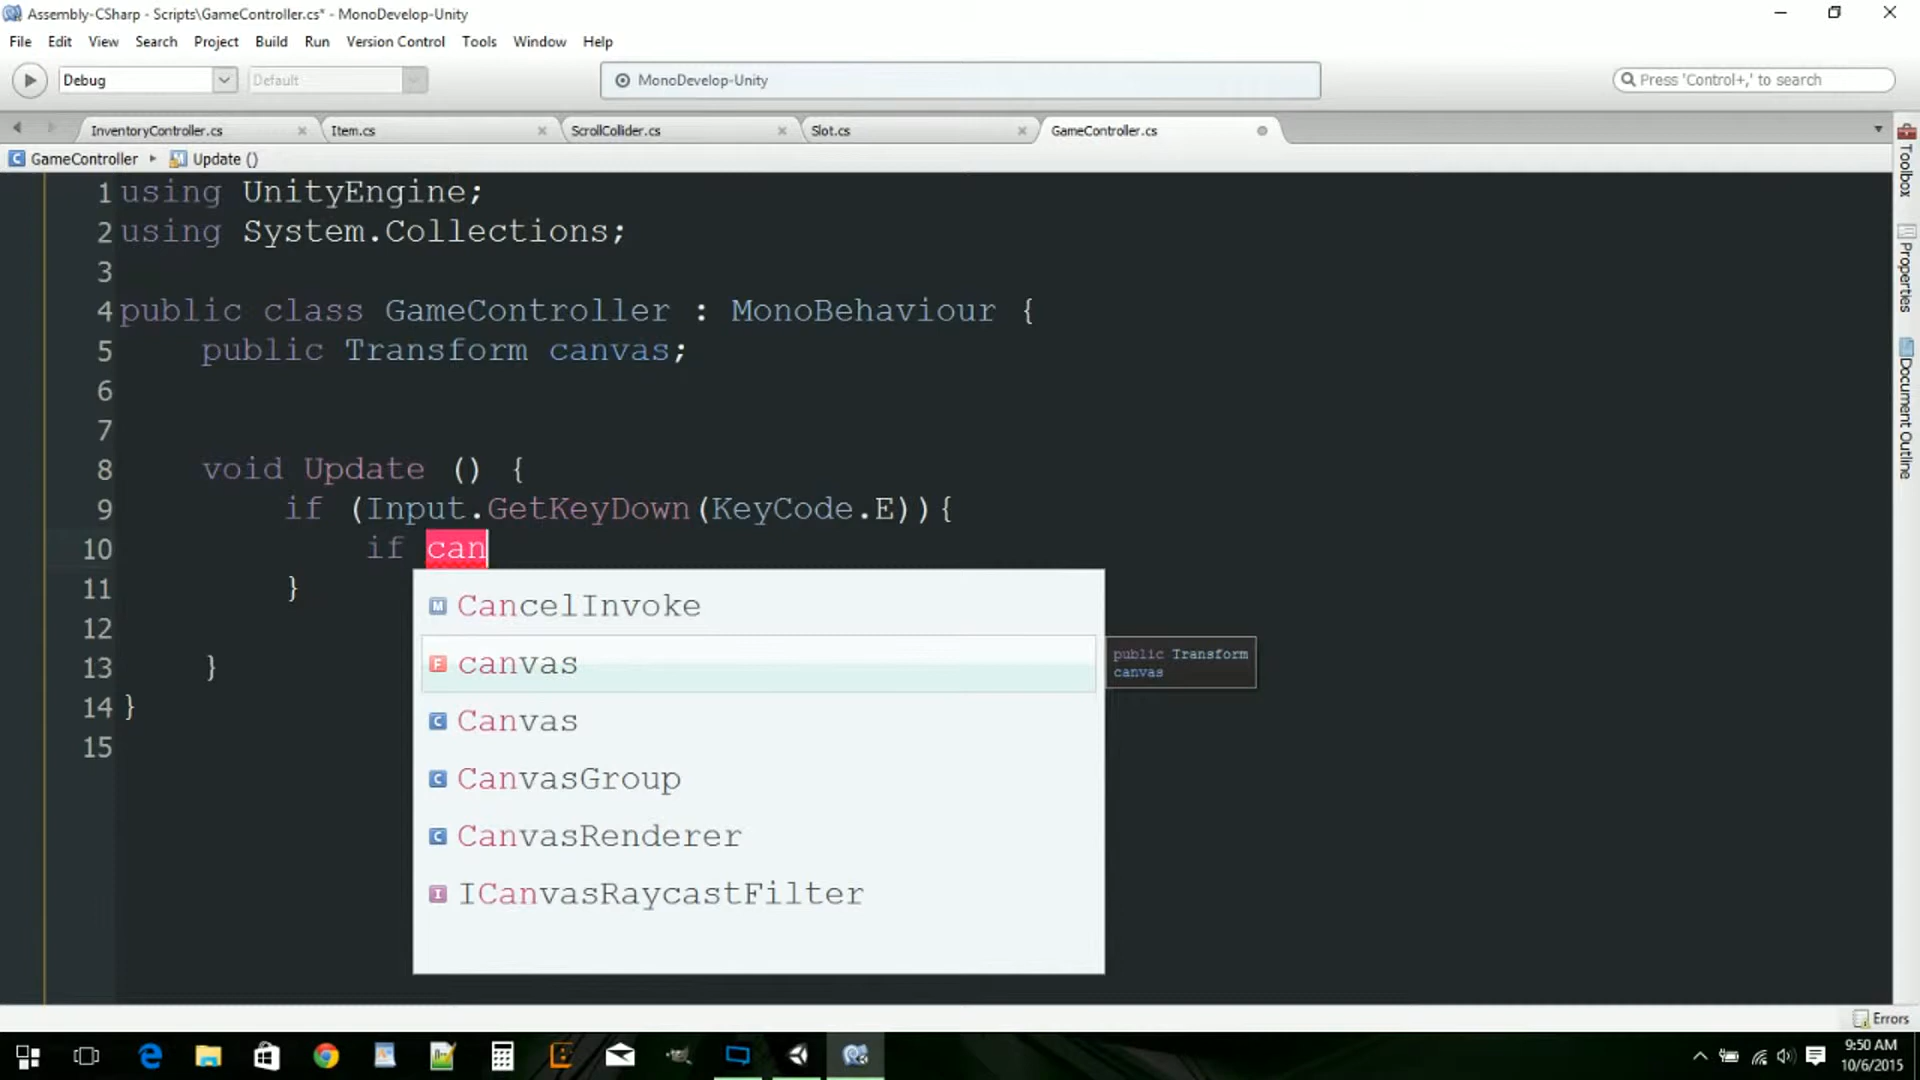 Assembly-CSharp - Scripts\GameController.cs* - MonoDevelop-Unity
File Edit View Search Project Build Run Version Control Tools Window Help
Debug Default MonoDevelop-Unity Press 'Control+,' to search
InventoryController.cs Item.cs ScrollCollider.cs Slot.cs GameController.cs
GameController Update ()
1 using UnityEngine;
2 using System.Collections;
3
4 public class GameController : MonoBehaviour {
5 public Transform canvas;
6
7
8 void Update () {
9 if (Input.GetKeyDown(KeyCode.E)){
10 if can
11 }
12
13 }
14 }
15
M CancelInvoke
F canvas
C Canvas
C CanvasGroup
C CanvasRenderer
I ICanvasRaycastFilter
public Transform
canvas
Toolbox
Properties
Document Outline
Errors
9:50 AM
10/6/2015